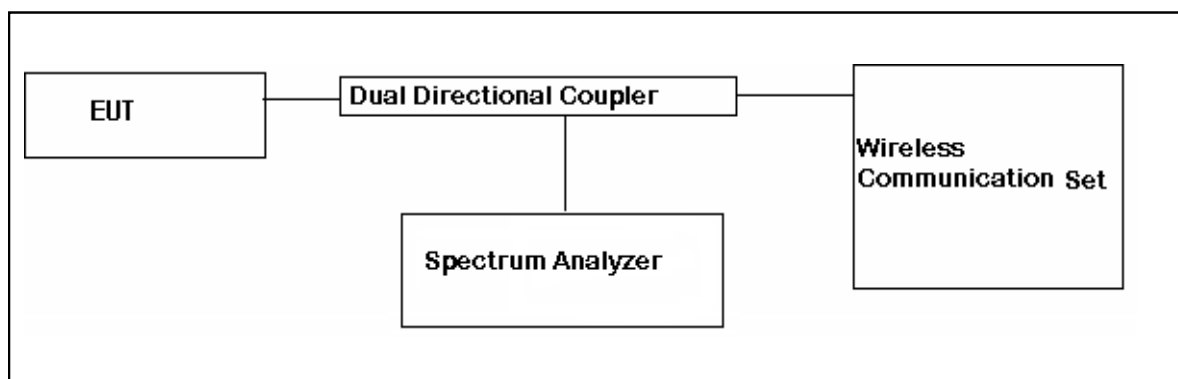 EUT
Dual Directional Coupler
Wireless
Communication Set
Spectrum Analyzer